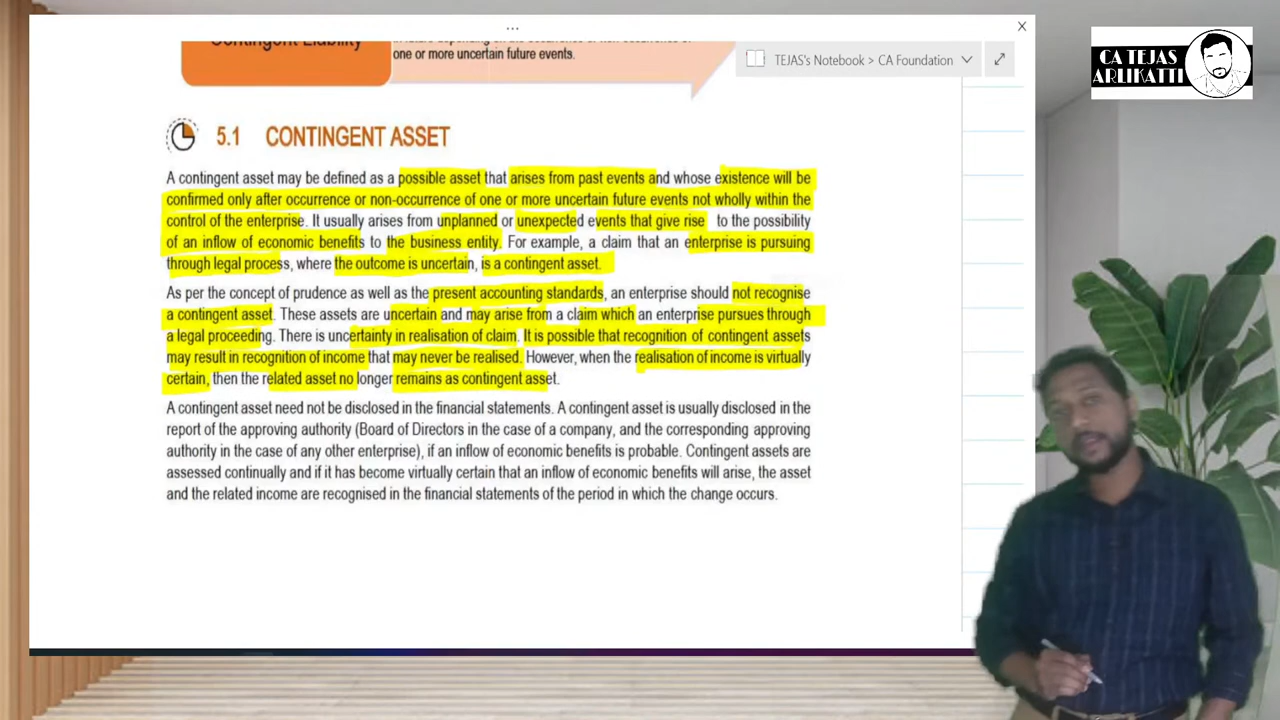 ...
X
Contingent Liability
one or more uncertain future events.
TEJAS's Notebook > CA Foundation
CA TEJAS
ARLIKATTI
5.1 CONTINGENT ASSET
A contingent asset may be defined as a possible asset that arises from past events and whose existence will be
confirmed only after occurrence or non-occurrence of one or more uncertain future events not wholly within the
control of the enterprise. It usually arises from unplanned or unexpected events that give rise to the possibility
of an inflow of economic benefits to the business entity. For example, a claim that an enterprise is pursuing
through legal process, where the outcome is uncertain, is a contingent asset.
As per the concept of prudence as well as the present accounting standards, an enterprise should not recognise
a contingent asset. These assets are uncertain and may arise from a claim which an enterprise pursues through
a legal proceeding. There is uncertainty in realisation of claim. It is possible that recognition of contingent assets
may result in recognition of income that may never be realised. However, when the realisation of income is virtually
certain, then the related asset no longer remains as contingent asset.
A contingent asset need not be disclosed in the financial statements. A contingent asset is usually disclosed in the
report of the approving authority (Board of Directors in the case of a company, and the corresponding approving
authority in the case of any other enterprise), if an inflow of economic benefits is probable. Contingent assets are
assessed continually and if it has become virtually certain that an inflow of economic benefits will arise, the asset
and the related income are recognised in the financial statements of the period in which the change occurs.